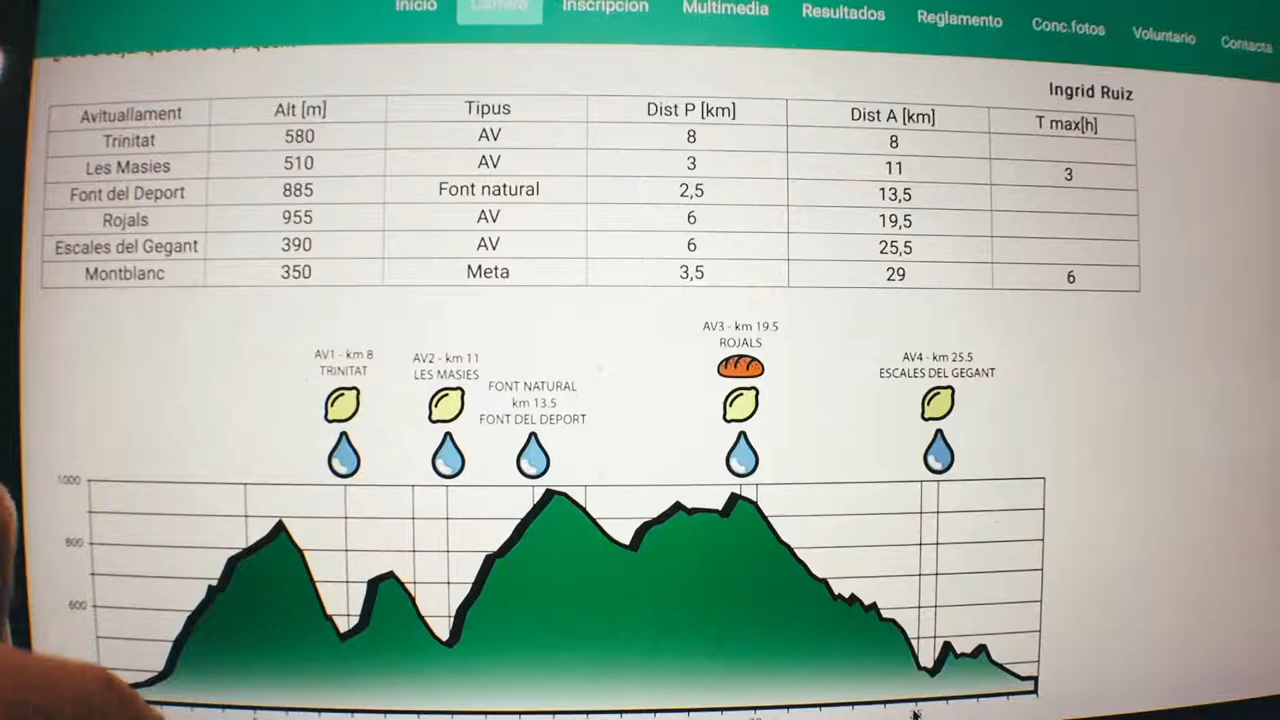 Inicio Carrera Inscripcion Multimedia Resultados Reglamento Conc.fotos Voluntario Contacta
Ingrid Ruiz
Avituallament Alt [m] Tipus Dist P [km] Dist A [km] T max[h]
Trinitat 580 AV 8 8
Les Masies 510 AV 3 11 3
Font del Deport 885 Font natural 2,5 13,5
Rojals 955 AV 6 19,5
Escales del Gegant 390 AV 6 25,5
Montblanc 350 Meta 3,5 29 6
AV1 - km 8
TRINITAT
AV2 - km 11
LES MASIES
FONT NATURAL
km 13.5
FONT DEL DEPORT
AV3 - km 19.5
ROJALS
AV4 - km 25.5
ESCALES DEL GEGANT
1000
800
600